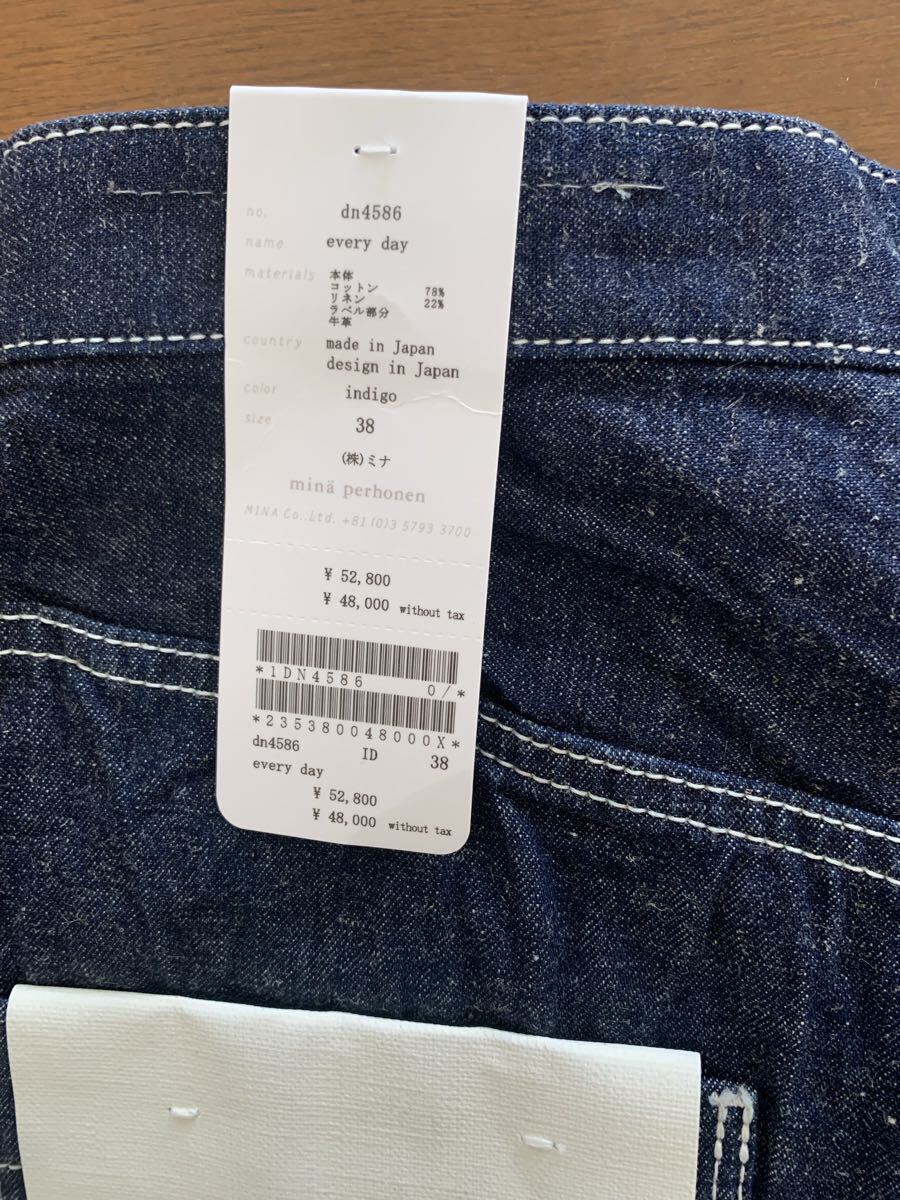 no. dn4586
name every day
materials 本体
コットン 78%
リネン 22%
ラベル部分
牛革
country made in Japan
design in Japan
color indigo
size 38
(株)ミナ
minä perhonen
MINA Co.,Ltd. +81 (0)3 5793 3700
¥ 52,800
¥ 48,000 without tax
*1DN4586 0/*
*235380048000X*
dn4586 ID 38
every day
¥ 52,800
¥ 48,000 without tax